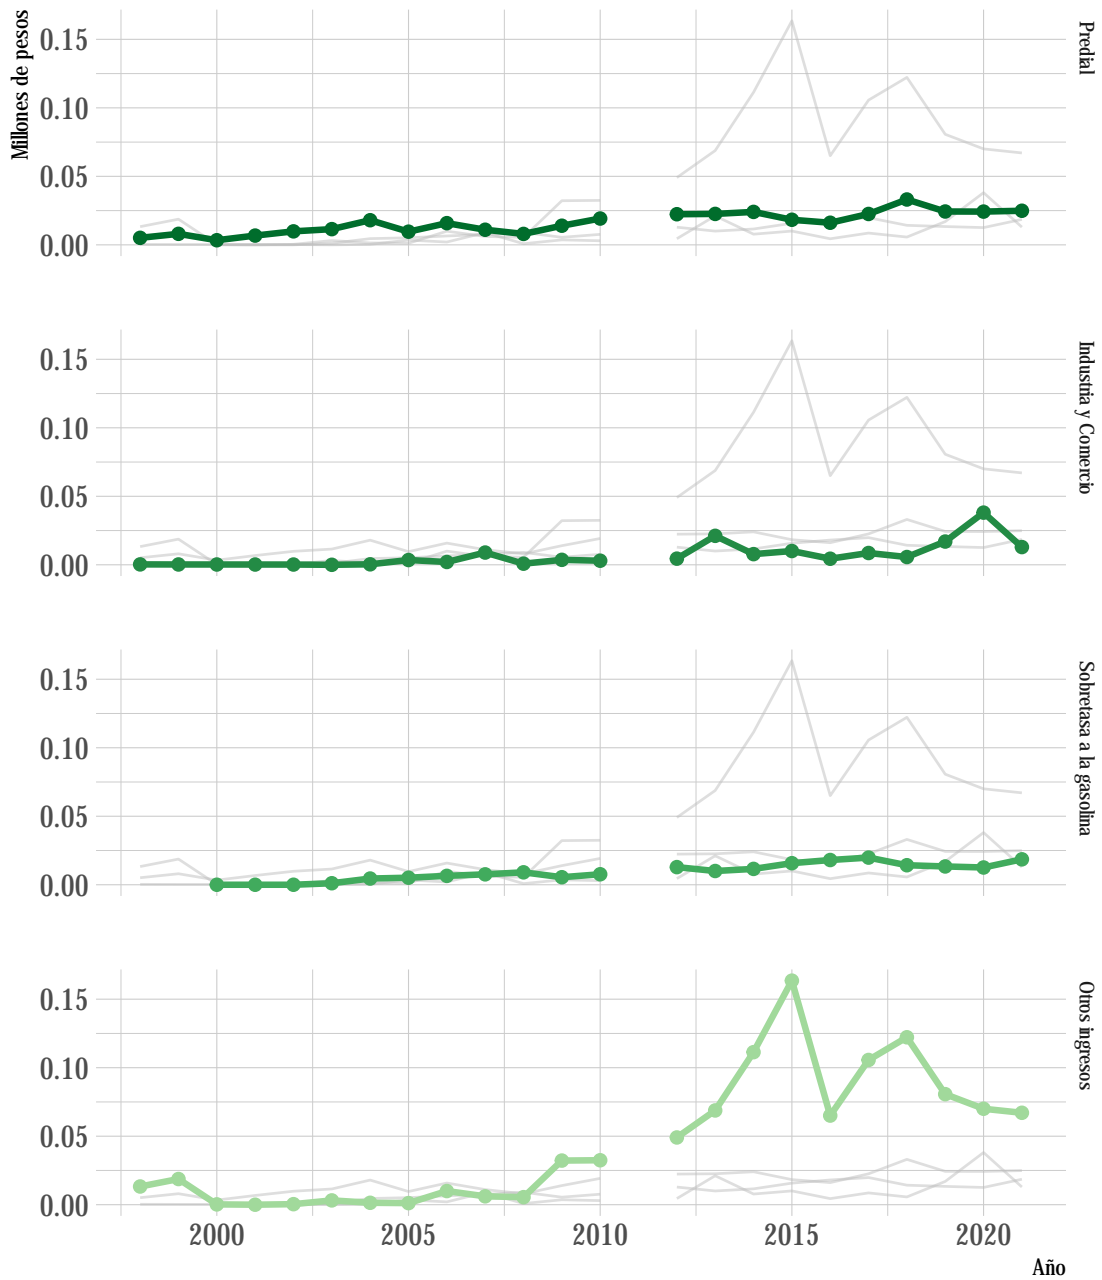 Millones de pesos
0.15
0.10
0.05
0.00
Predial
0.15
0.10
0.05
0.00
Industria y Comercio
0.15
0.10
0.05
0.00
Sobretasa a la gasolina
0.15
0.10
0.05
0.00
Otros ingresos
2000 2005 2010 2015 2020
Año